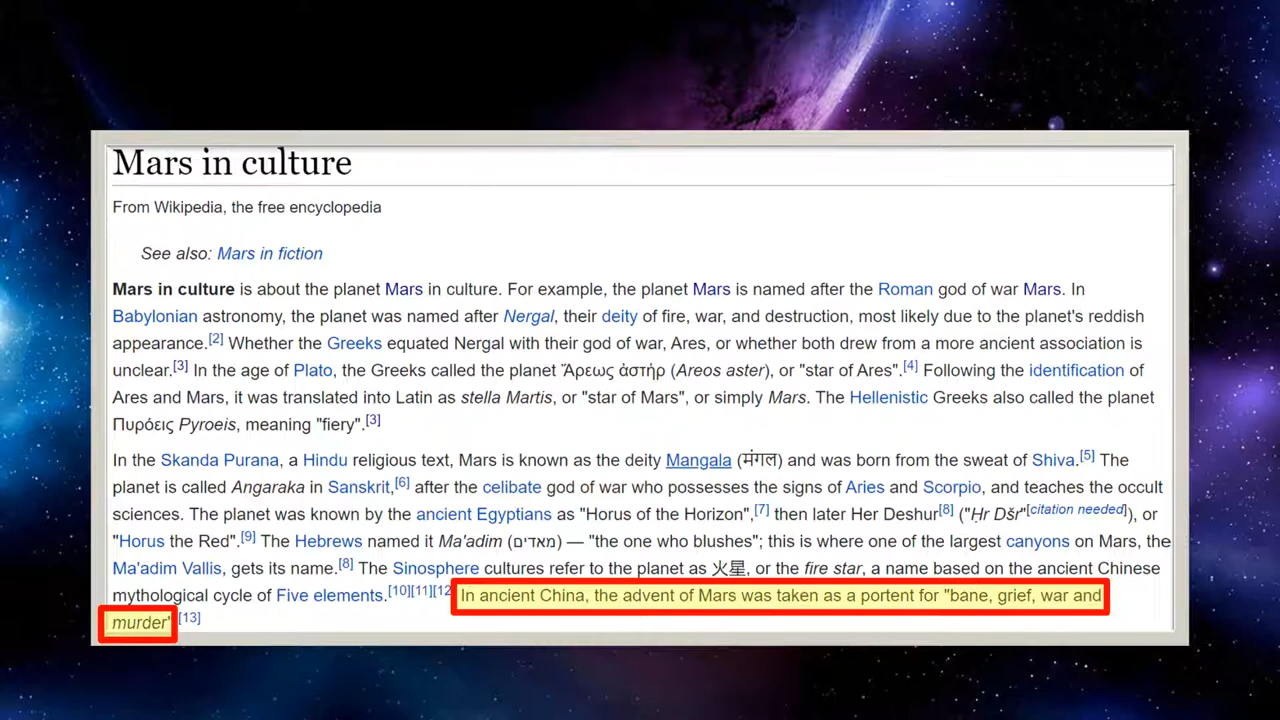 Mars in culture
From Wikipedia, the free encyclopedia
See also: Mars in fiction
Mars in culture is about the planet Mars in culture. For example, the planet Mars is named after the Roman god of war Mars. In
Babylonian astronomy, the planet was named after Nergal, their deity of fire, war, and destruction, most likely due to the planet's reddish
appearance.[2] Whether the Greeks equated Nergal with their god of war, Ares, or whether both drew from a more ancient association is
unclear.[3] In the age of Plato, the Greeks called the planet Ἄρεως ἀστήρ (Areos aster), or "star of Ares".[4] Following the identification of
Ares and Mars, it was translated into Latin as stella Martis, or "star of Mars", or simply Mars. The Hellenistic Greeks also called the planet
Πυρόεις Pyroeis, meaning "fiery".[3]
In the Skanda Purana, a Hindu religious text, Mars is known as the deity Mangala (मंगल) and was born from the sweat of Shiva.[5] The
planet is called Angaraka in Sanskrit,[6] after the celibate god of war who possesses the signs of Aries and Scorpio, and teaches the occult
sciences. The planet was known by the ancient Egyptians as "Horus of the Horizon",[7] then later Her Deshur[8] ("Ḥr Dšr"[citation needed]), or
"Horus the Red".[9] The Hebrews named it Ma'adim (מאדים) — "the one who blushes"; this is where one of the largest canyons on Mars, the
Ma'adim Vallis, gets its name.[8] The Sinosphere cultures refer to the planet as 火星, or the fire star, a name based on the ancient Chinese
mythological cycle of Five elements.[10][11][12 In ancient China, the advent of Mars was taken as a portent for "bane, grief, war and
murder" [13]